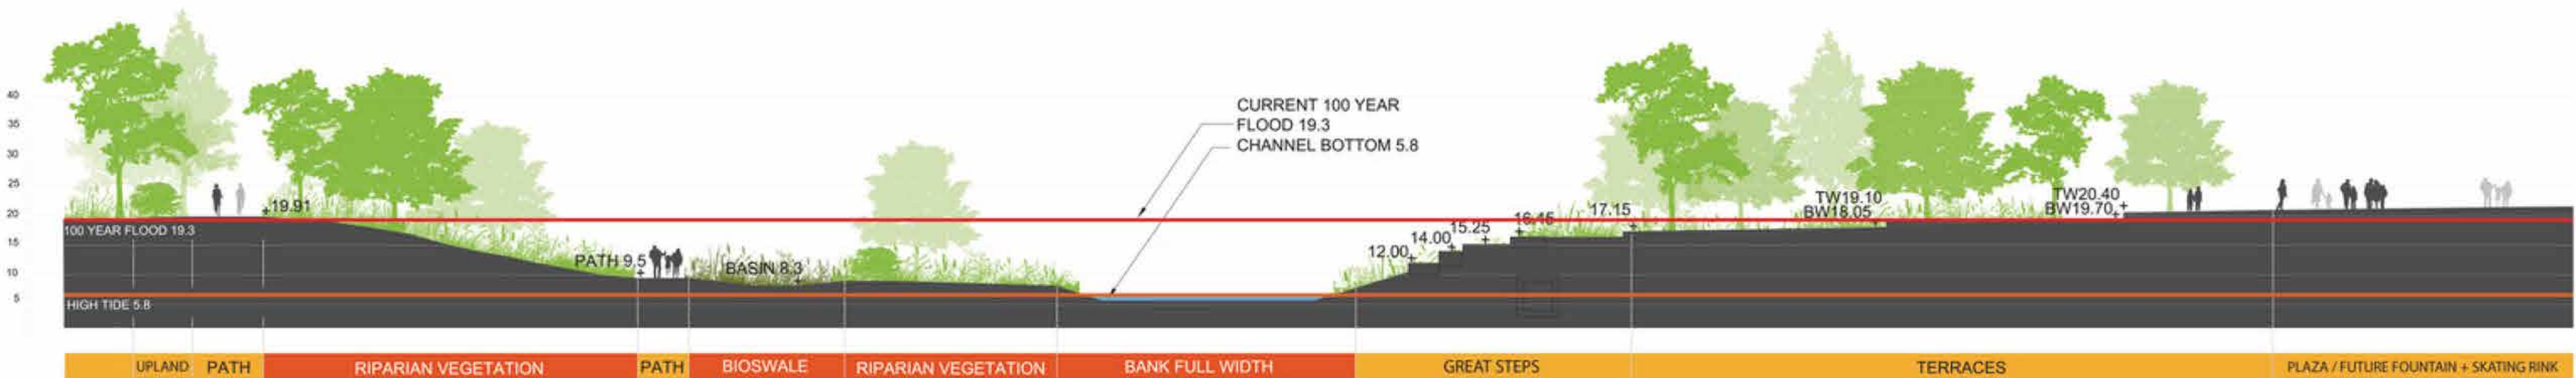 CURRENT 100 YEAR
FLOOD 19.3
CHANNEL BOTTOM 5.8
40
35
30
25
20
15
10
5
19.91
100 YEAR FLOOD 19.3
PATH 9.5
BASIN 8.3
HIGH TIDE 5.8
12.00
14.00
15.25
16.46
17.15
TW19.10
BW18.05
TW20.40
BW19.70
UPLAND
PATH
RIPARIAN VEGETATION
PATH
BIOSWALE
RIPARIAN VEGETATION
BANK FULL WIDTH
GREAT STEPS
TERRACES
PLAZA / FUTURE FOUNTAIN + SKATING RINK